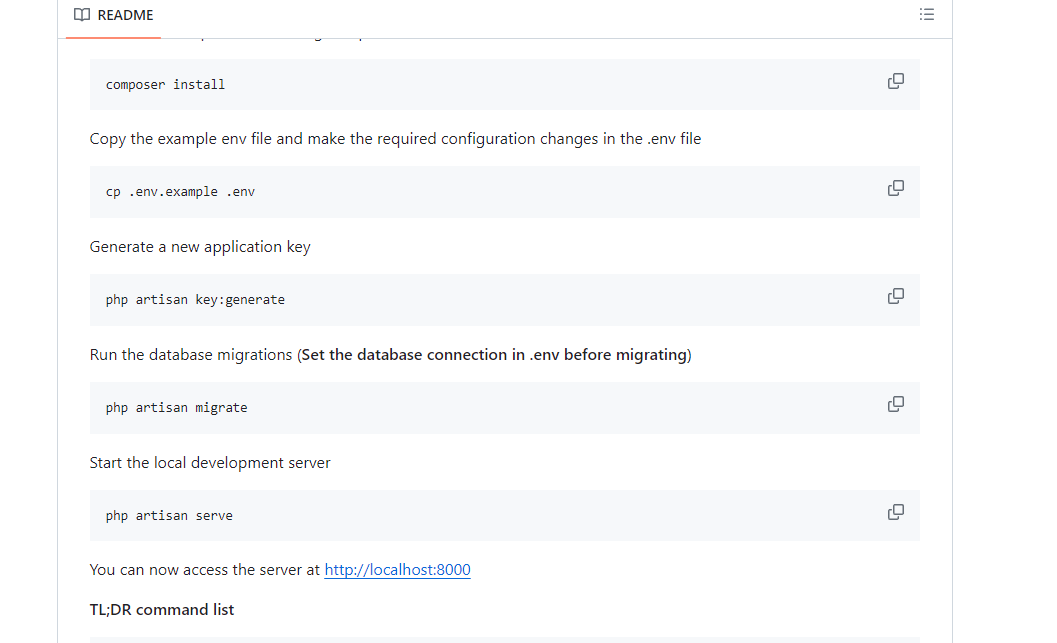 README
composer install
Copy the example env file and make the required configuration changes in the .env file
cp .env.example .env
Generate a new application key
php artisan key:generate
Run the database migrations (Set the database connection in .env before migrating)
php artisan migrate
Start the local development server
php artisan serve
You can now access the server at http://localhost:8000
TL;DR command list